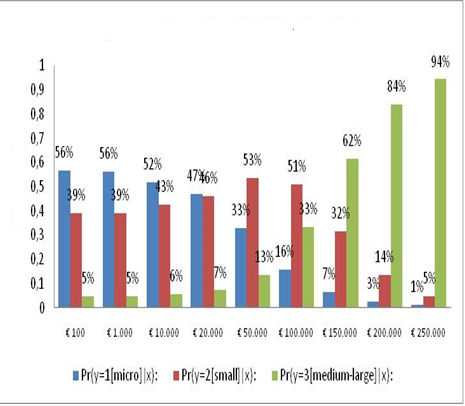 1
0,9
0,8
0,7
0,6
0,5
0,4
0,3
0,2
0,1
0
56% 39% 5%
56% 39% 5%
52% 43% 6%
47% 46% 7%
33% 53% 13%
16% 51% 33%
7% 32% 62%
3% 14% 84%
1% 5% 94%
€ 100 € 1.000 € 10.000 € 20.000 € 50.000 € 100.000 € 150.000 € 200.000 € 250.000
Pr(y=1[micro]|x): Pr(y=2[small]|x): Pr(y=3[medium-large]|x):